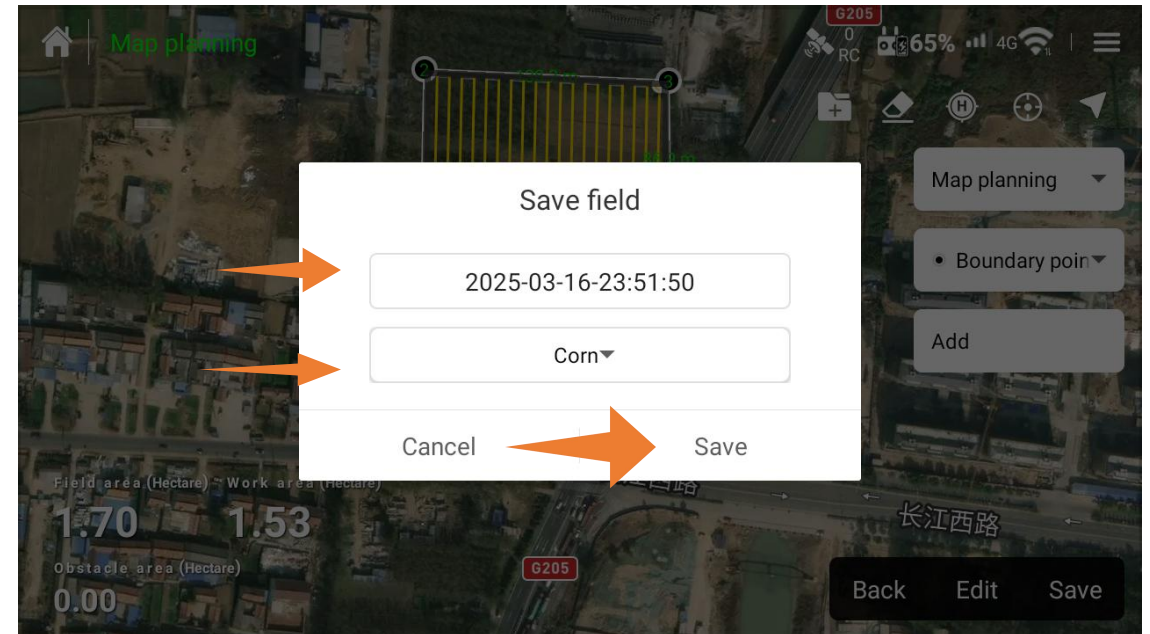 Map planning
G205
0
RC
65%
4G
2
3
H
Map planning
Save field
Boundary poin
2025-03-16-23:51:50
Add
Corn
Cancel
Save
Field area (Hectare)
Work area (Hectare)
1.70
1.53
长江西路
Obstacle area (Hectare)
G205
0.00
Back
Edit
Save